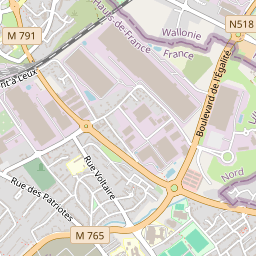 M 791
N518
Wallonie
Hauts-de-France
France
Boulevard de l'Égalité
Rue Voltaire
Rue des Patriotes
Nord
M 765